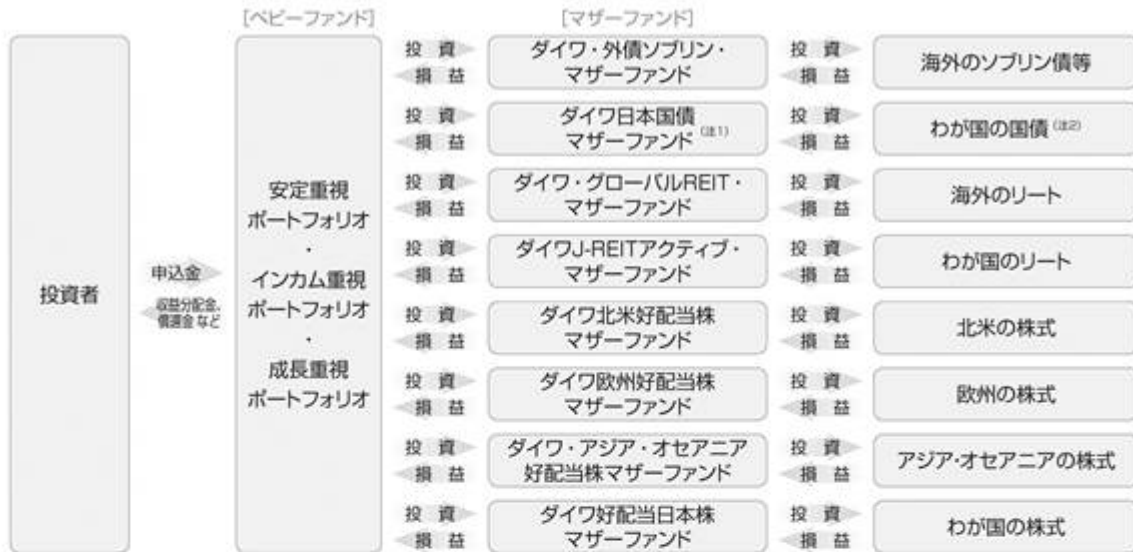 [ベビーファンド]
[マザーファンド]
投資者
申込金
収益分配金、
償還金 など
安定重視
ポートフォリオ
・
インカム重視
ポートフォリオ
・
成長重視
ポートフォリオ
投 資
損 益
ダイワ・外債ソブリン・
マザーファンド
投 資
損 益
海外のソブリン債等
投 資
損 益
ダイワ日本国債
マザーファンド (注1)
投 資
損 益
わが国の国債 (注2)
投 資
損 益
ダイワ・グローバルREIT・
マザーファンド
投 資
損 益
海外のリート
投 資
損 益
ダイワJ-REITアクティブ・
マザーファンド
投 資
損 益
わが国のリート
投 資
損 益
ダイワ北米好配当株
マザーファンド
投 資
損 益
北米の株式
投 資
損 益
ダイワ欧州好配当株
マザーファンド
投 資
損 益
欧州の株式
投 資
損 益
ダイワ・アジア・オセアニア
好配当株マザーファンド
投 資
損 益
アジア・オセアニアの株式
投 資
損 益
ダイワ好配当日本株
マザーファンド
投 資
損 益
わが国の株式